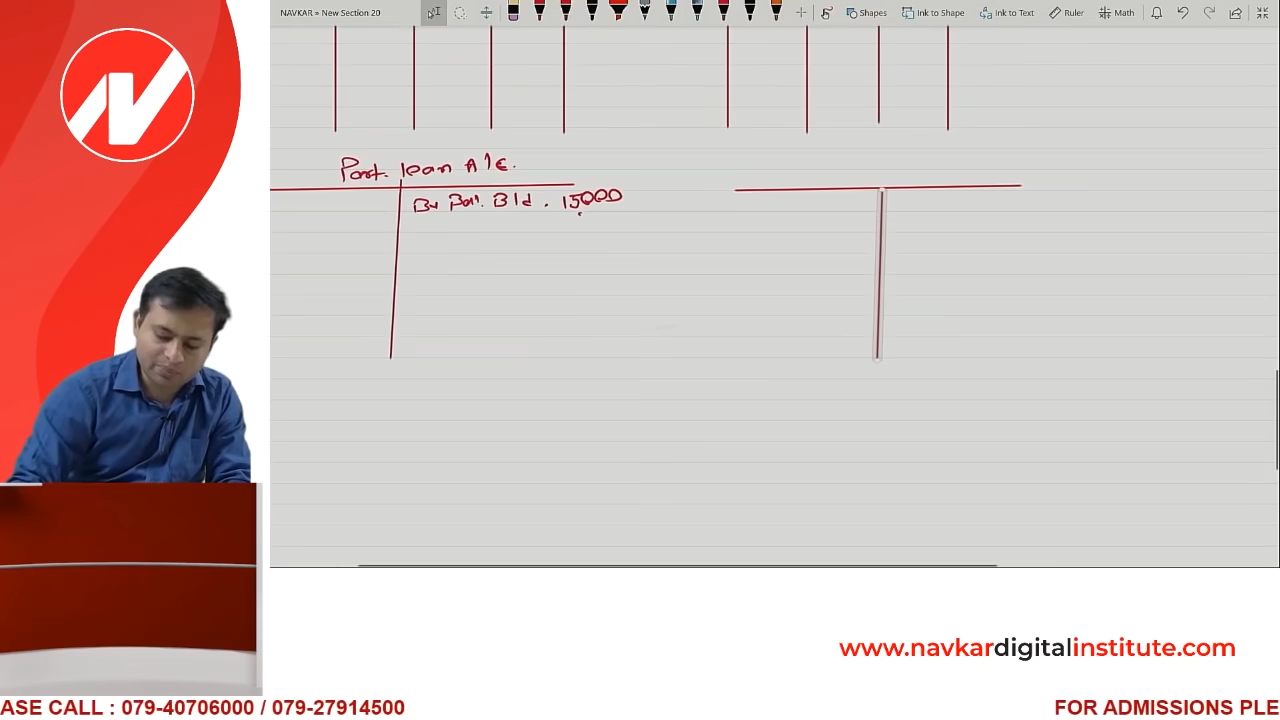 NAVKAR » New Section 20
Shapes Ink to Shape Ink to Text Ruler Math
Part. loan A/c.
By Bal. B/d. 15000
www.navkardigitalinstitute.com
ASE CALL : 079-40706000 / 079-27914500 FOR ADMISSIONS PLE